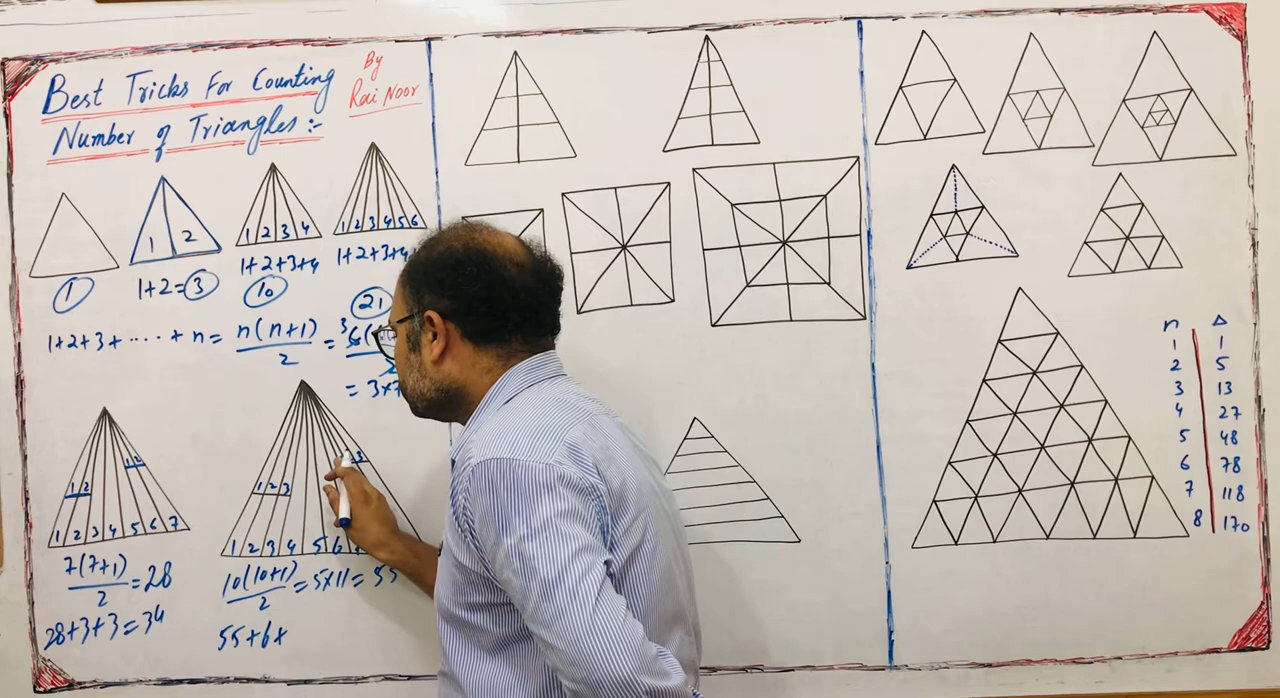 Best Tricks For Counting
Number of Triangles:-
By
Rai Noor
1 2
1 2 3 4
1 2 3 4 5 6
1
1+2=3
1+2+3+4
10
1+2+3+4
21
1+2+3+....+n= n(n+1)/2 =
= 3×7
1 2
1 2
1 2 3 4 5 6 7
7(7+1)/2 =28
28+3+3=34
1 2 3
3
1 2 3 4 5 6
10(10+1)/2 =5×11=55
55+6+
n △
1 1
2 5
3 13
4 27
5 48
6 78
7 118
8 170